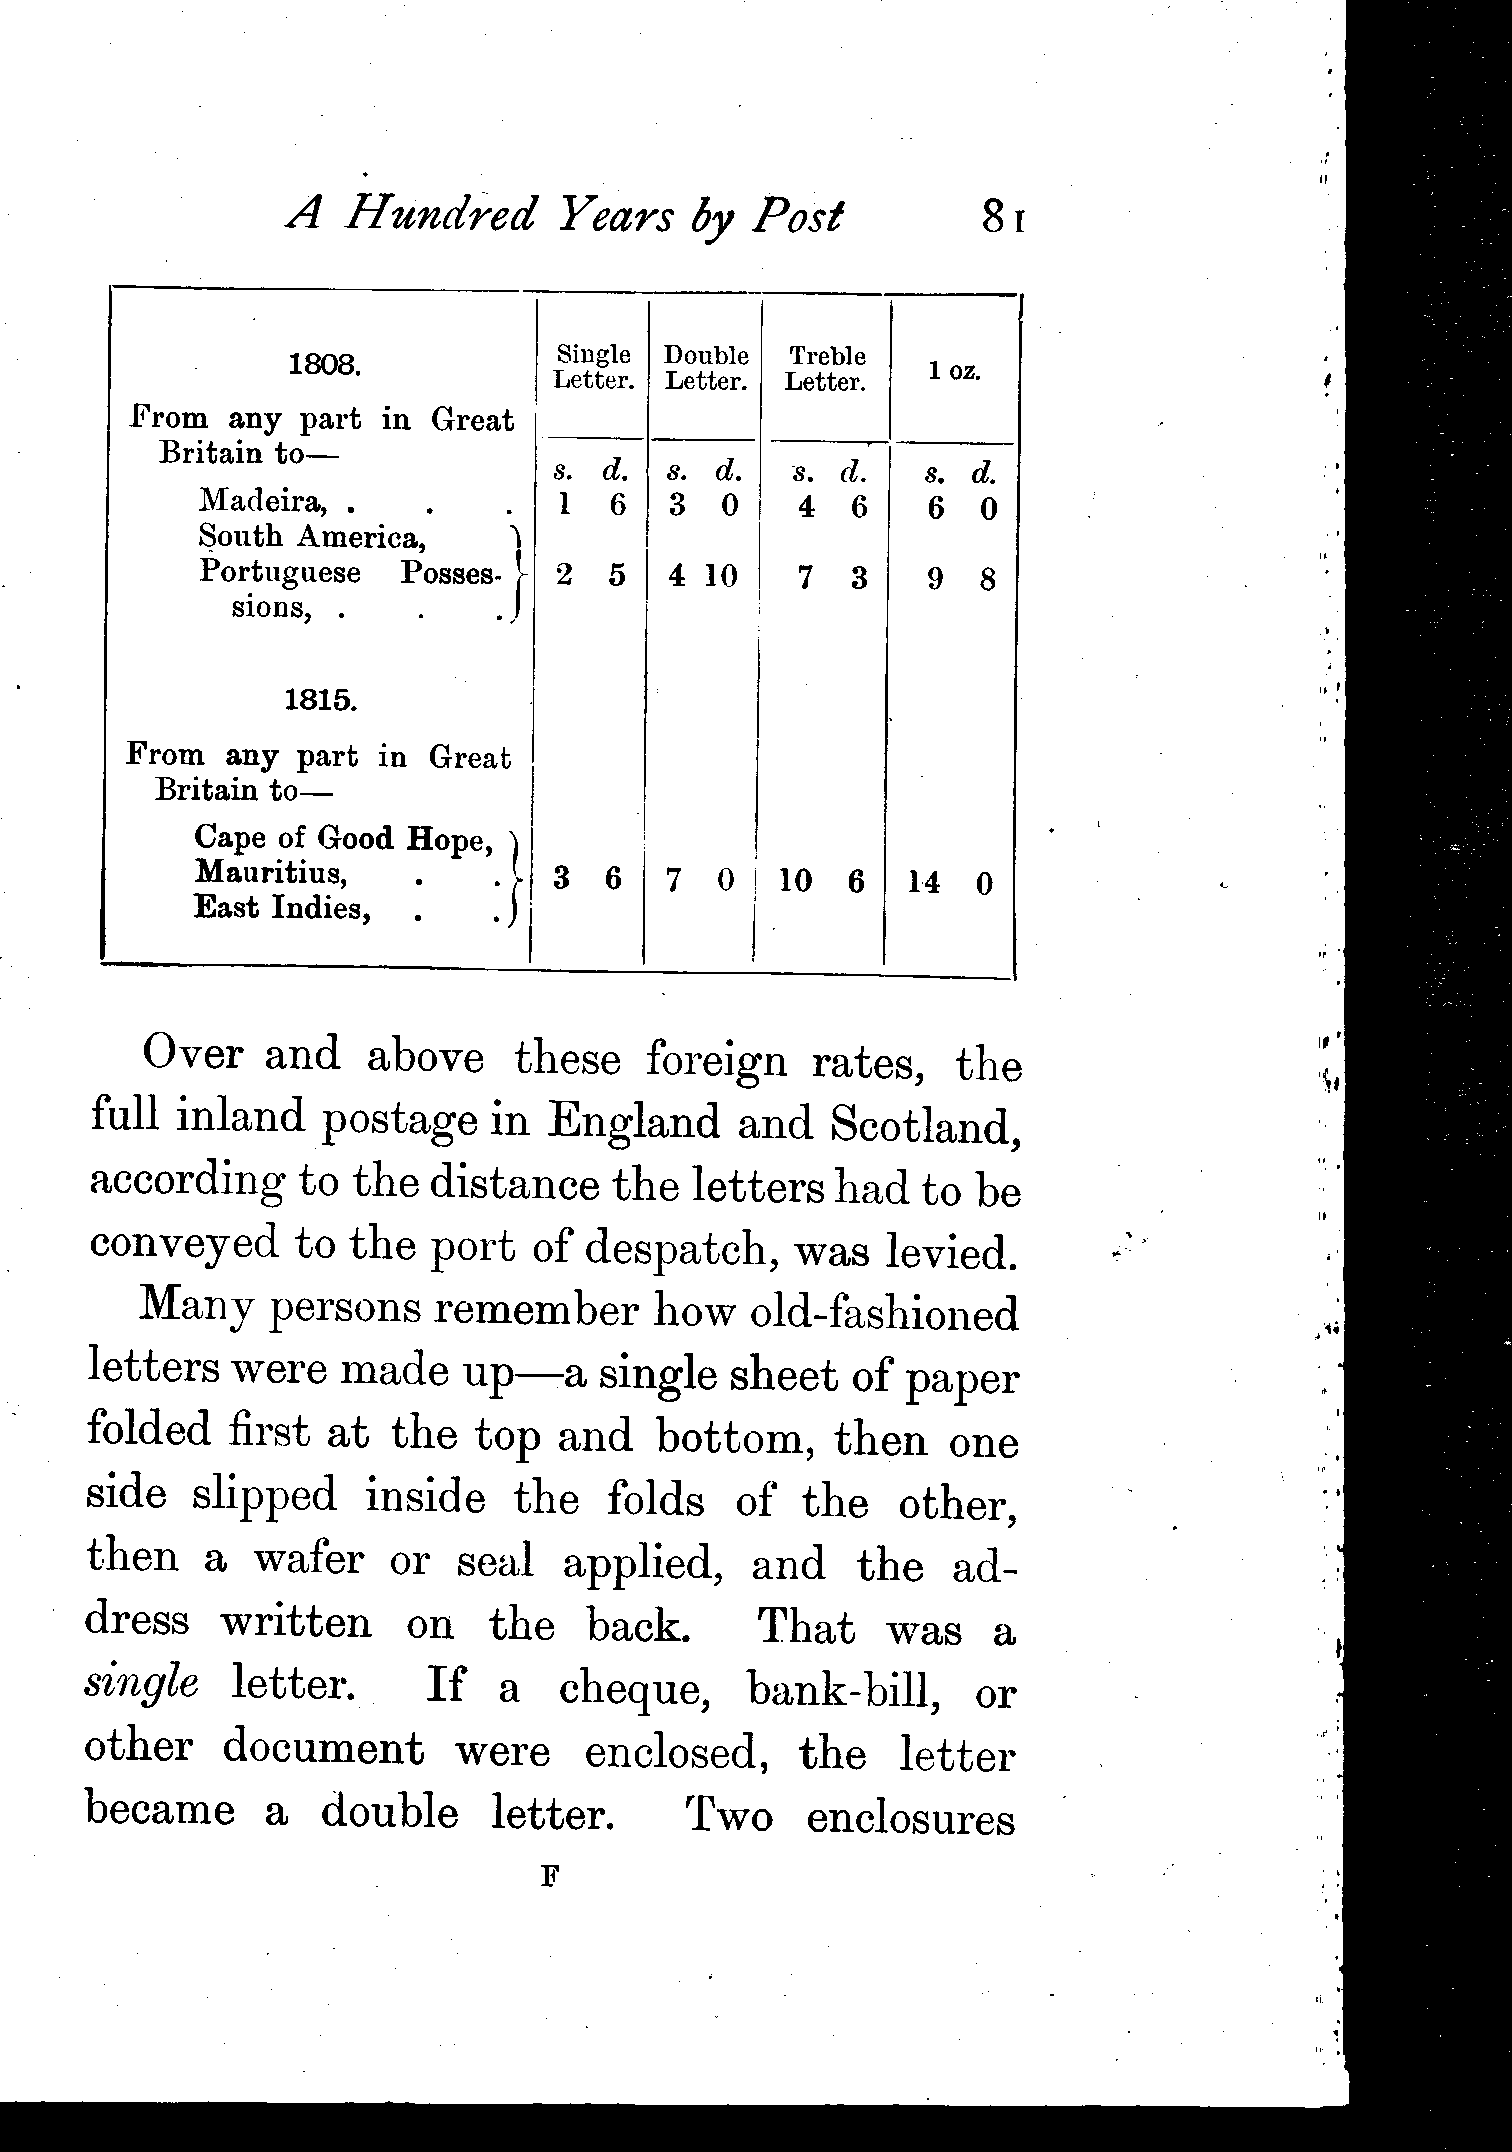 A Hundred Years by Post 81
1808. Single Letter. Double Letter. Treble Letter. 1 oz.
From any part in Great
Britain to—
s. d. s. d. s. d. s. d.
Madeira, . . . 1 6 3 0 4 6 6 0
South America,
Portuguese Posses- 2 5 4 10 7 3 9 8
sions, . . .
1815.
From any part in Great
Britain to—
Cape of Good Hope,
Mauritius, . . 3 6 7 0 10 6 14 0
East Indies, . .
Over and above these foreign rates, the
full inland postage in England and Scotland,
according to the distance the letters had to be
conveyed to the port of despatch, was levied.
Many persons remember how old-fashioned
letters were made up—a single sheet of paper
folded first at the top and bottom, then one
side slipped inside the folds of the other,
then a wafer or seal applied, and the ad-
dress written on the back. That was a
single letter. If a cheque, bank-bill, or
other document were enclosed, the letter
became a double letter. Two enclosures
F